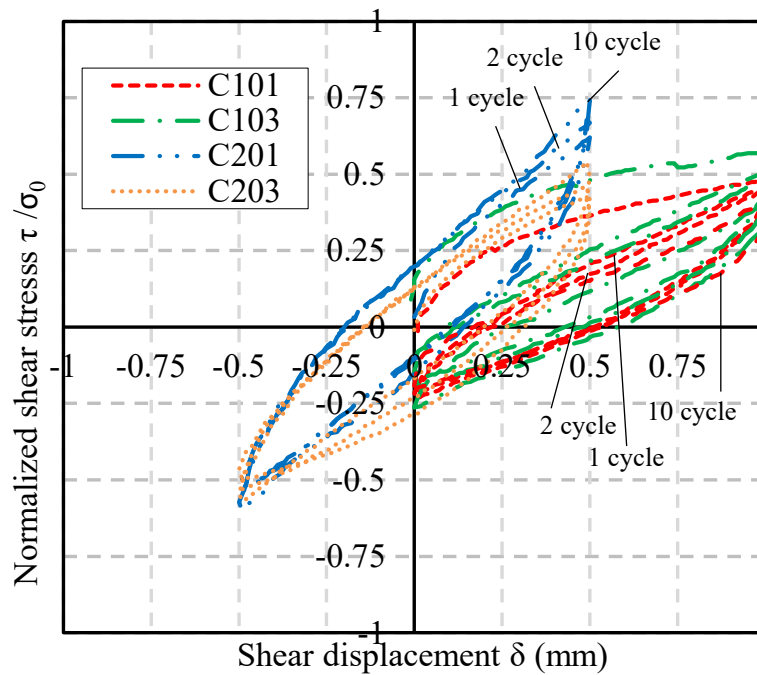 1
10 cycle
2 cycle
1 cycle
C101
C103
C201
C203
0.75
0.5
0.25
0
-0.25
-0.5
-0.75
-1
-1 -0.75 -0.5 -0.25 0 0.25 0.5 0.75
10 cycle
2 cycle
1 cycle
Normalized shear stresss τ /σ0
Shear displacement δ (mm)